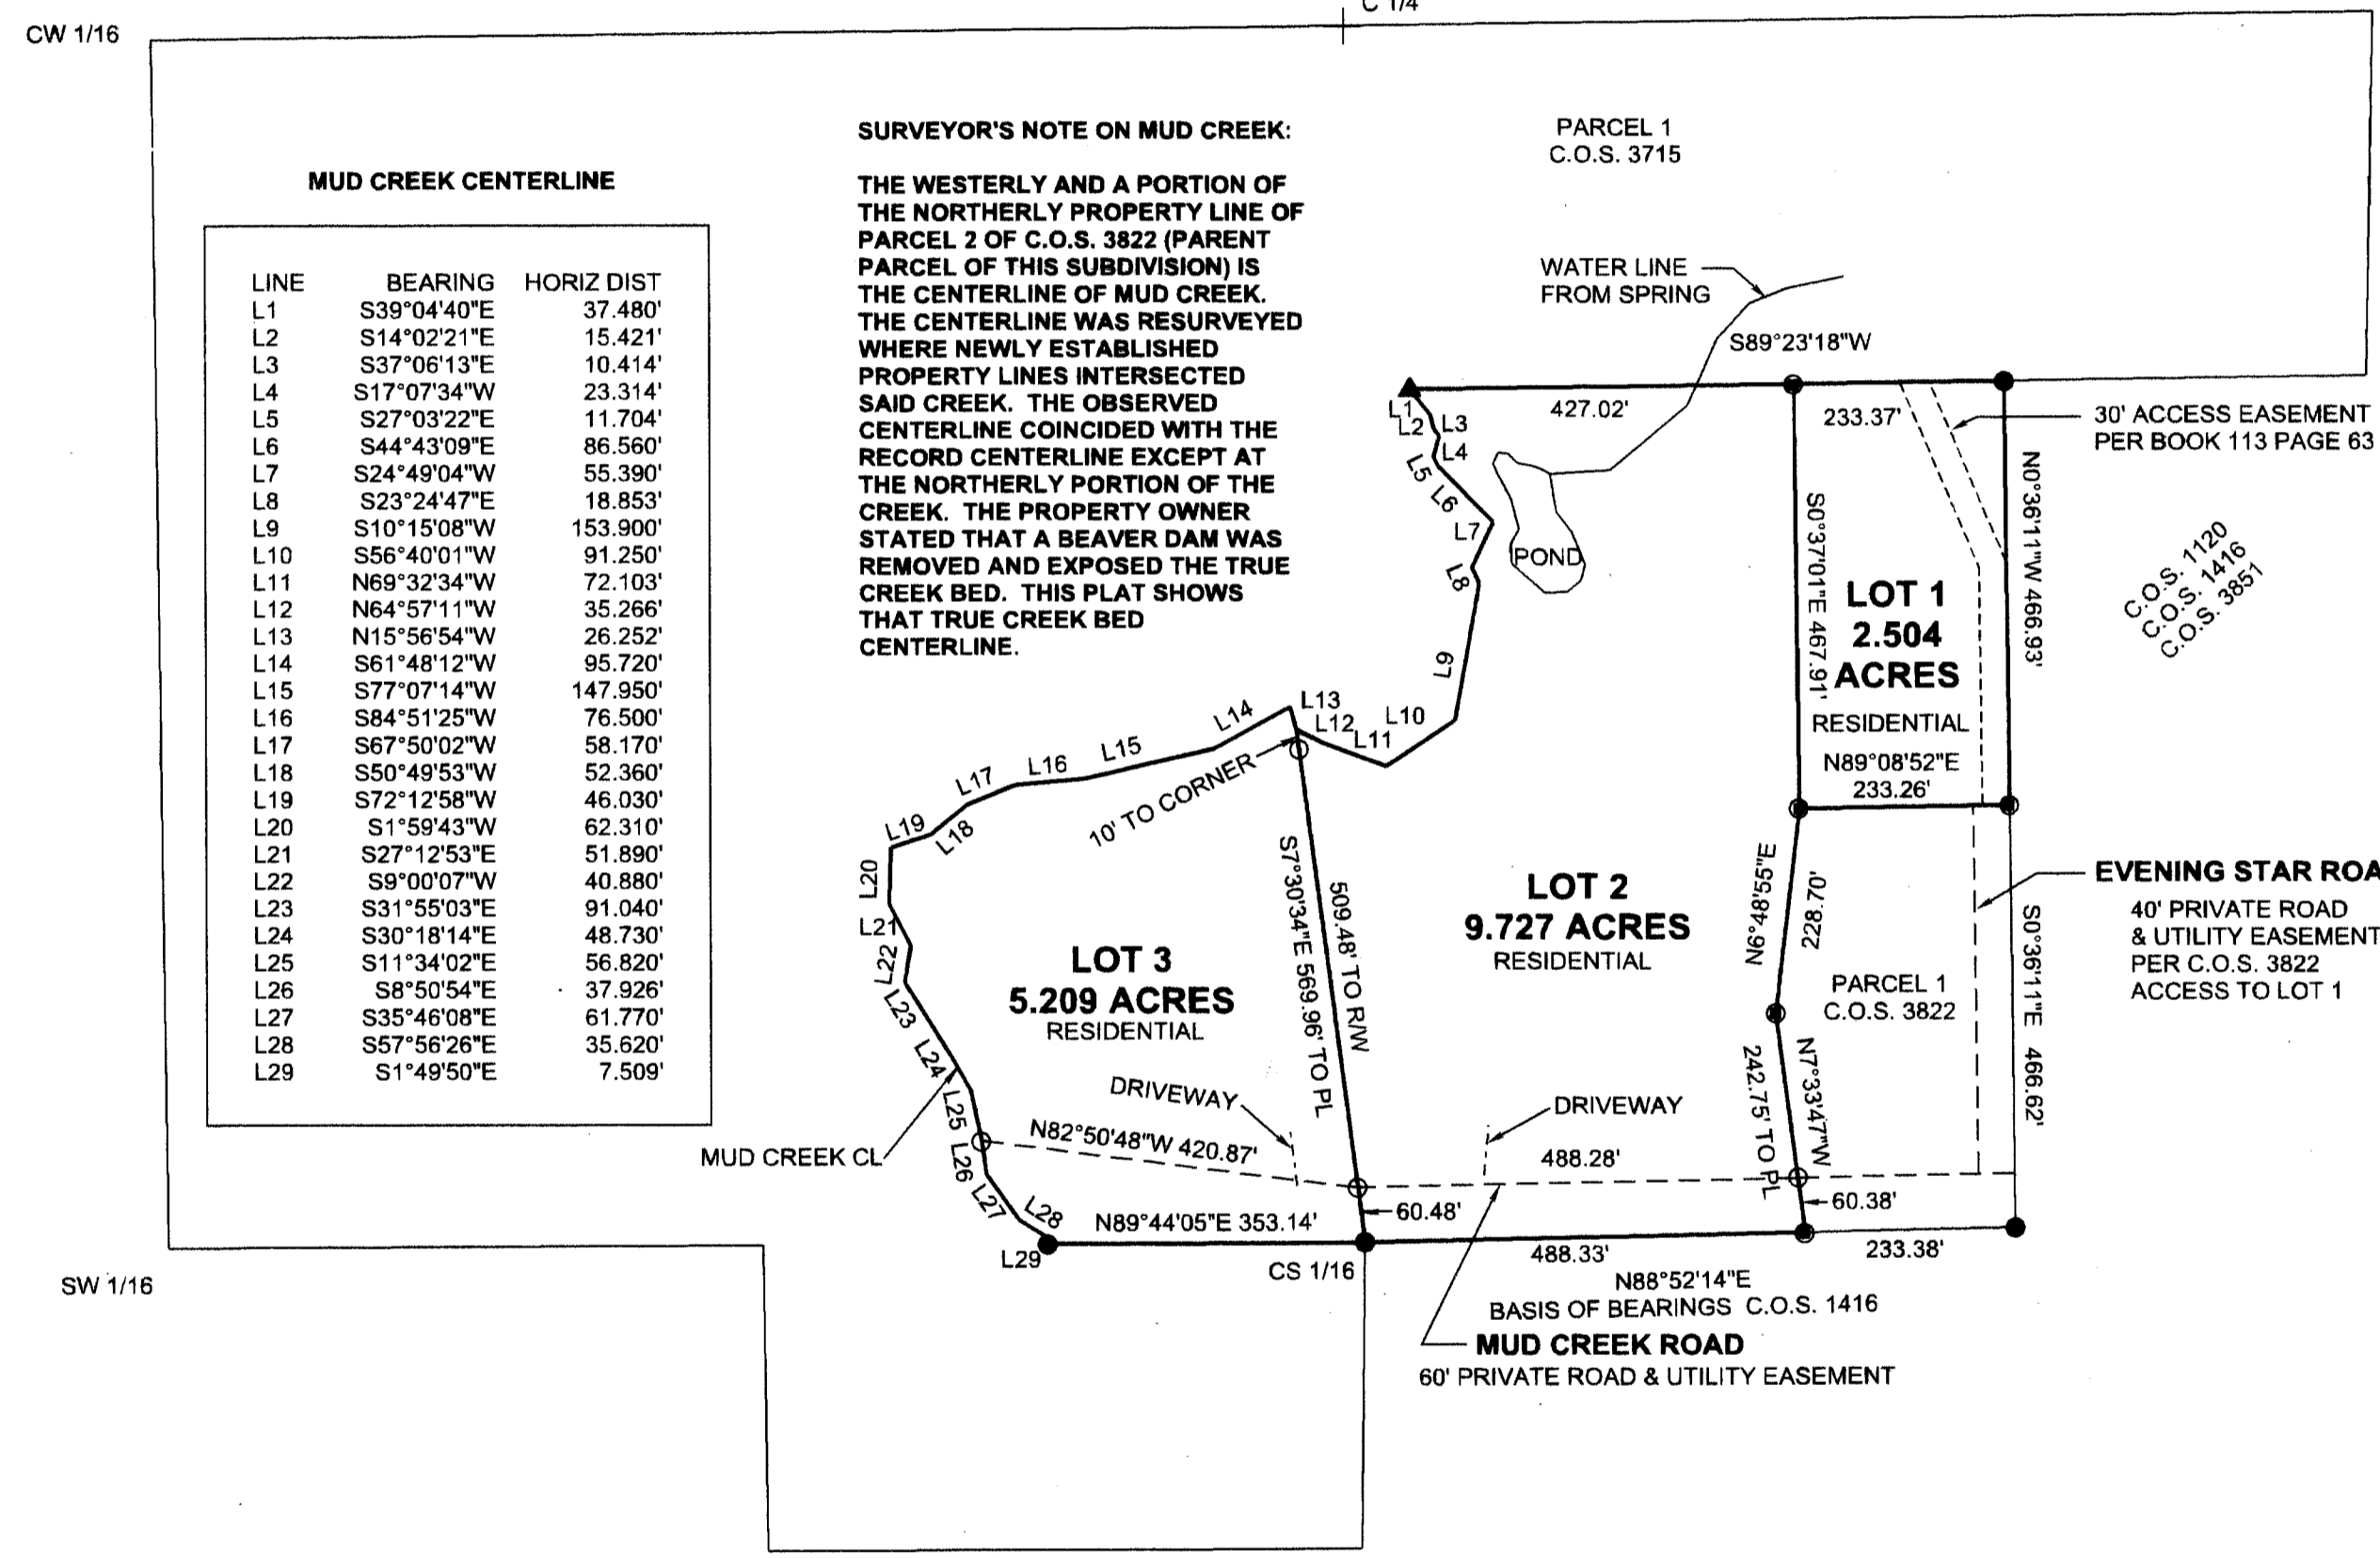 C 1/4
CW 1/16
MUD CREEK CENTERLINE
LINE BEARING HORIZ DIST
L1 S39°04'40"E 37.480'
L2 S14°02'21"E 15.421'
L3 S37°06'13"E 10.414'
L4 S17°07'34"W 23.314'
L5 S27°03'22"E 11.704'
L6 S44°43'09"E 86.560'
L7 S24°49'04"W 55.390'
L8 S23°24'47"E 18.853'
L9 S10°15'08"W 153.900'
L10 S56°40'01"W 91.250'
L11 N69°32'34"W 72.103'
L12 N64°57'11"W 35.266'
L13 N15°56'54"W 26.252'
L14 S61°48'12"W 95.720'
L15 S77°07'14"W 147.950'
L16 S84°51'25"W 76.500'
L17 S67°50'02"W 58.170'
L18 S50°49'53"W 52.360'
L19 S72°12'58"W 46.030'
L20 S1°59'43"W 62.310'
L21 S27°12'53"E 51.890'
L22 S9°00'07"W 40.880'
L23 S31°55'03"E 91.040'
L24 S30°18'14"E 48.730'
L25 S11°34'02"E 56.820'
L26 S8°50'54"E 37.926'
L27 S35°46'08"E 61.770'
L28 S57°56'26"E 35.620'
L29 S1°49'50"E 7.509'
SURVEYOR'S NOTE ON MUD CREEK:
THE WESTERLY AND A PORTION OF
THE NORTHERLY PROPERTY LINE OF
PARCEL 2 OF C.O.S. 3822 (PARENT
PARCEL OF THIS SUBDIVISION) IS
THE CENTERLINE OF MUD CREEK.
THE CENTERLINE WAS RESURVEYED
WHERE NEWLY ESTABLISHED
PROPERTY LINES INTERSECTED
SAID CREEK. THE OBSERVED
CENTERLINE COINCIDED WITH THE
RECORD CENTERLINE EXCEPT AT
THE NORTHERLY PORTION OF THE
CREEK. THE PROPERTY OWNER
STATED THAT A BEAVER DAM WAS
REMOVED AND EXPOSED THE TRUE
CREEK BED. THIS PLAT SHOWS
THAT TRUE CREEK BED
CENTERLINE.
PARCEL 1
C.O.S. 3715
WATER LINE
FROM SPRING
S89°23'18"W
427.02'
233.37'
30' ACCESS EASEMENT
PER BOOK 113 PAGE 63
L1
L2
L3
L4
L5
L6
L7
L8
L9
L10
L11
L12
L13
L14
L15
L16
L17
L18
L19
L20
L21
L22
L23
L24
L25
L26
L27
L28
L29
POND
S0°37'01"E 467.91'
N0°36'11"W 466.93'
C.O.S. 1120
C.O.S. 1416
C.O.S. 3851
LOT 1
2.504
ACRES
RESIDENTIAL
N89°08'52"E
233.26'
10' TO CORNER
S7°30'34"E 569.96' TO PL
509.48' TO R/W
LOT 2
9.727 ACRES
RESIDENTIAL
LOT 3
5.209 ACRES
RESIDENTIAL
N6°48'55"E
228.70'
PARCEL 1
C.O.S. 3822
N7°33'47"W
242.75' TO PL
EVENING STAR ROA
40' PRIVATE ROAD
& UTILITY EASEMENT
PER C.O.S. 3822
ACCESS TO LOT 1
S0°36'11"E 466.62'
DRIVEWAY
DRIVEWAY
MUD CREEK CL
N82°50'48"W 420.87'
488.28'
60.48'
60.38'
N89°44'05"E 353.14'
CS 1/16
488.33'
233.38'
N88°52'14"E
BASIS OF BEARINGS C.O.S. 1416
MUD CREEK ROAD
60' PRIVATE ROAD & UTILITY EASEMENT
SW 1/16